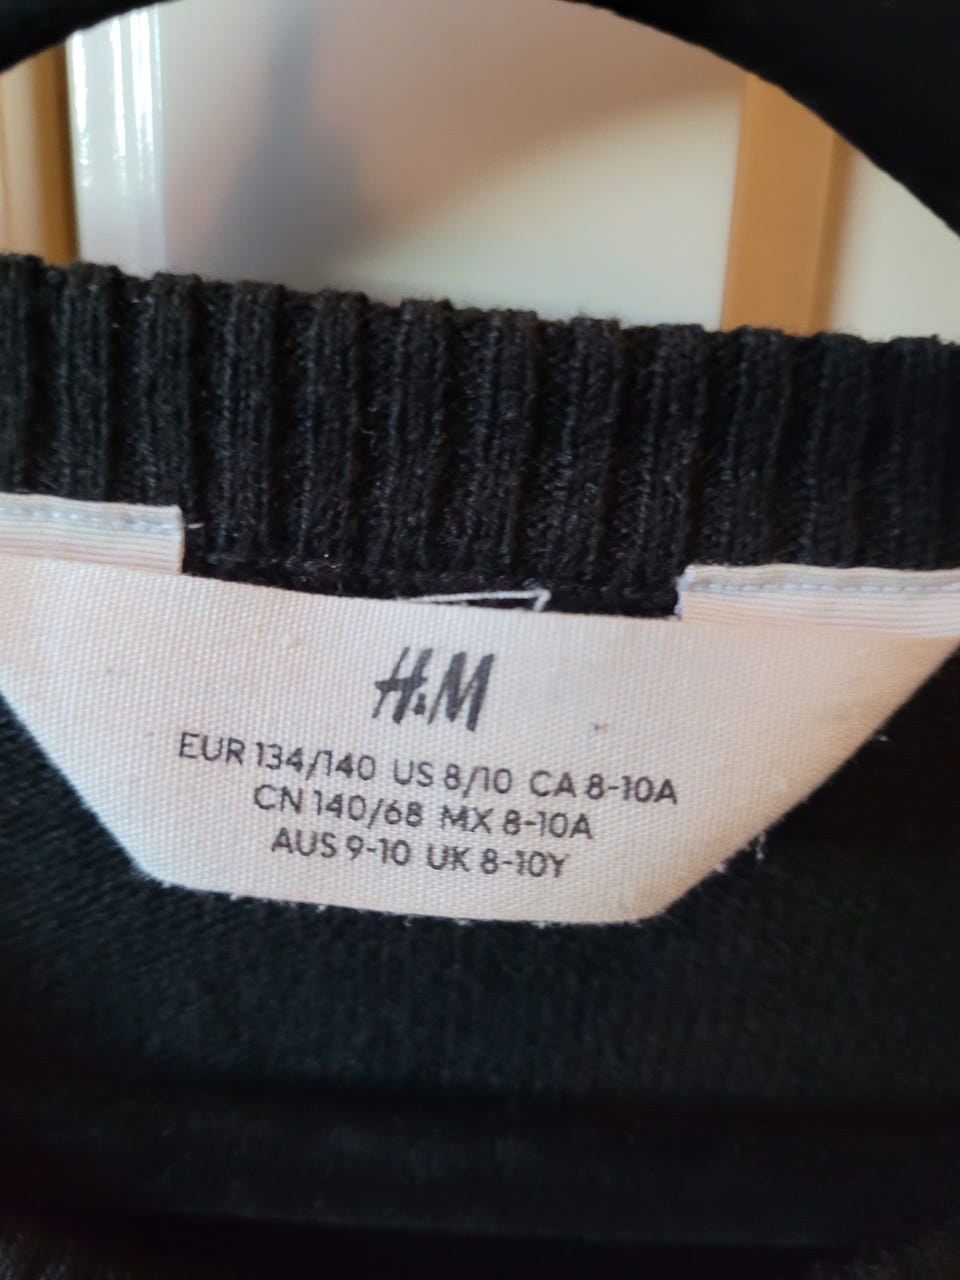 H&M
EUR 134/140 US 8/10 CA 8-10A
CN 140/68 MX 8-10A
AUS 9-10 UK 8-10Y